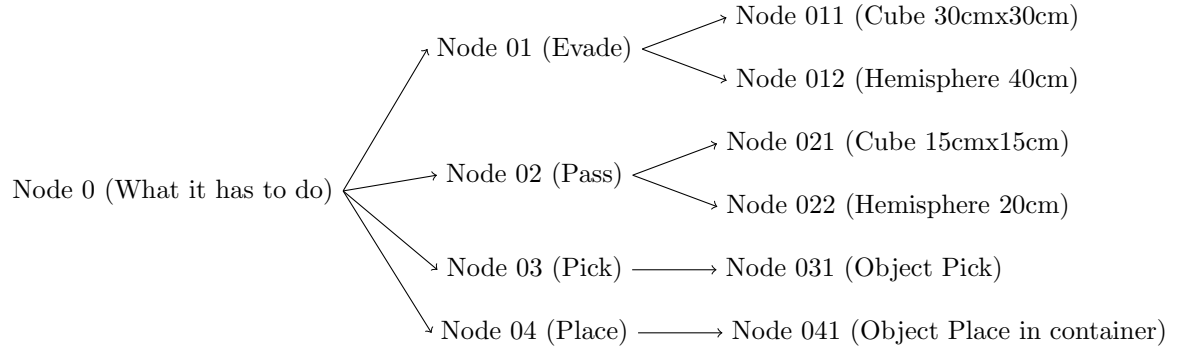 Node 0 (What it has to do)
Node 01 (Evade)
Node 011 (Cube 30cmx30cm)
Node 012 (Hemisphere 40cm)
Node 02 (Pass)
Node 021 (Cube 15cmx15cm)
Node 022 (Hemisphere 20cm)
Node 03 (Pick)
Node 031 (Object Pick)
Node 04 (Place)
Node 041 (Object Place in container)